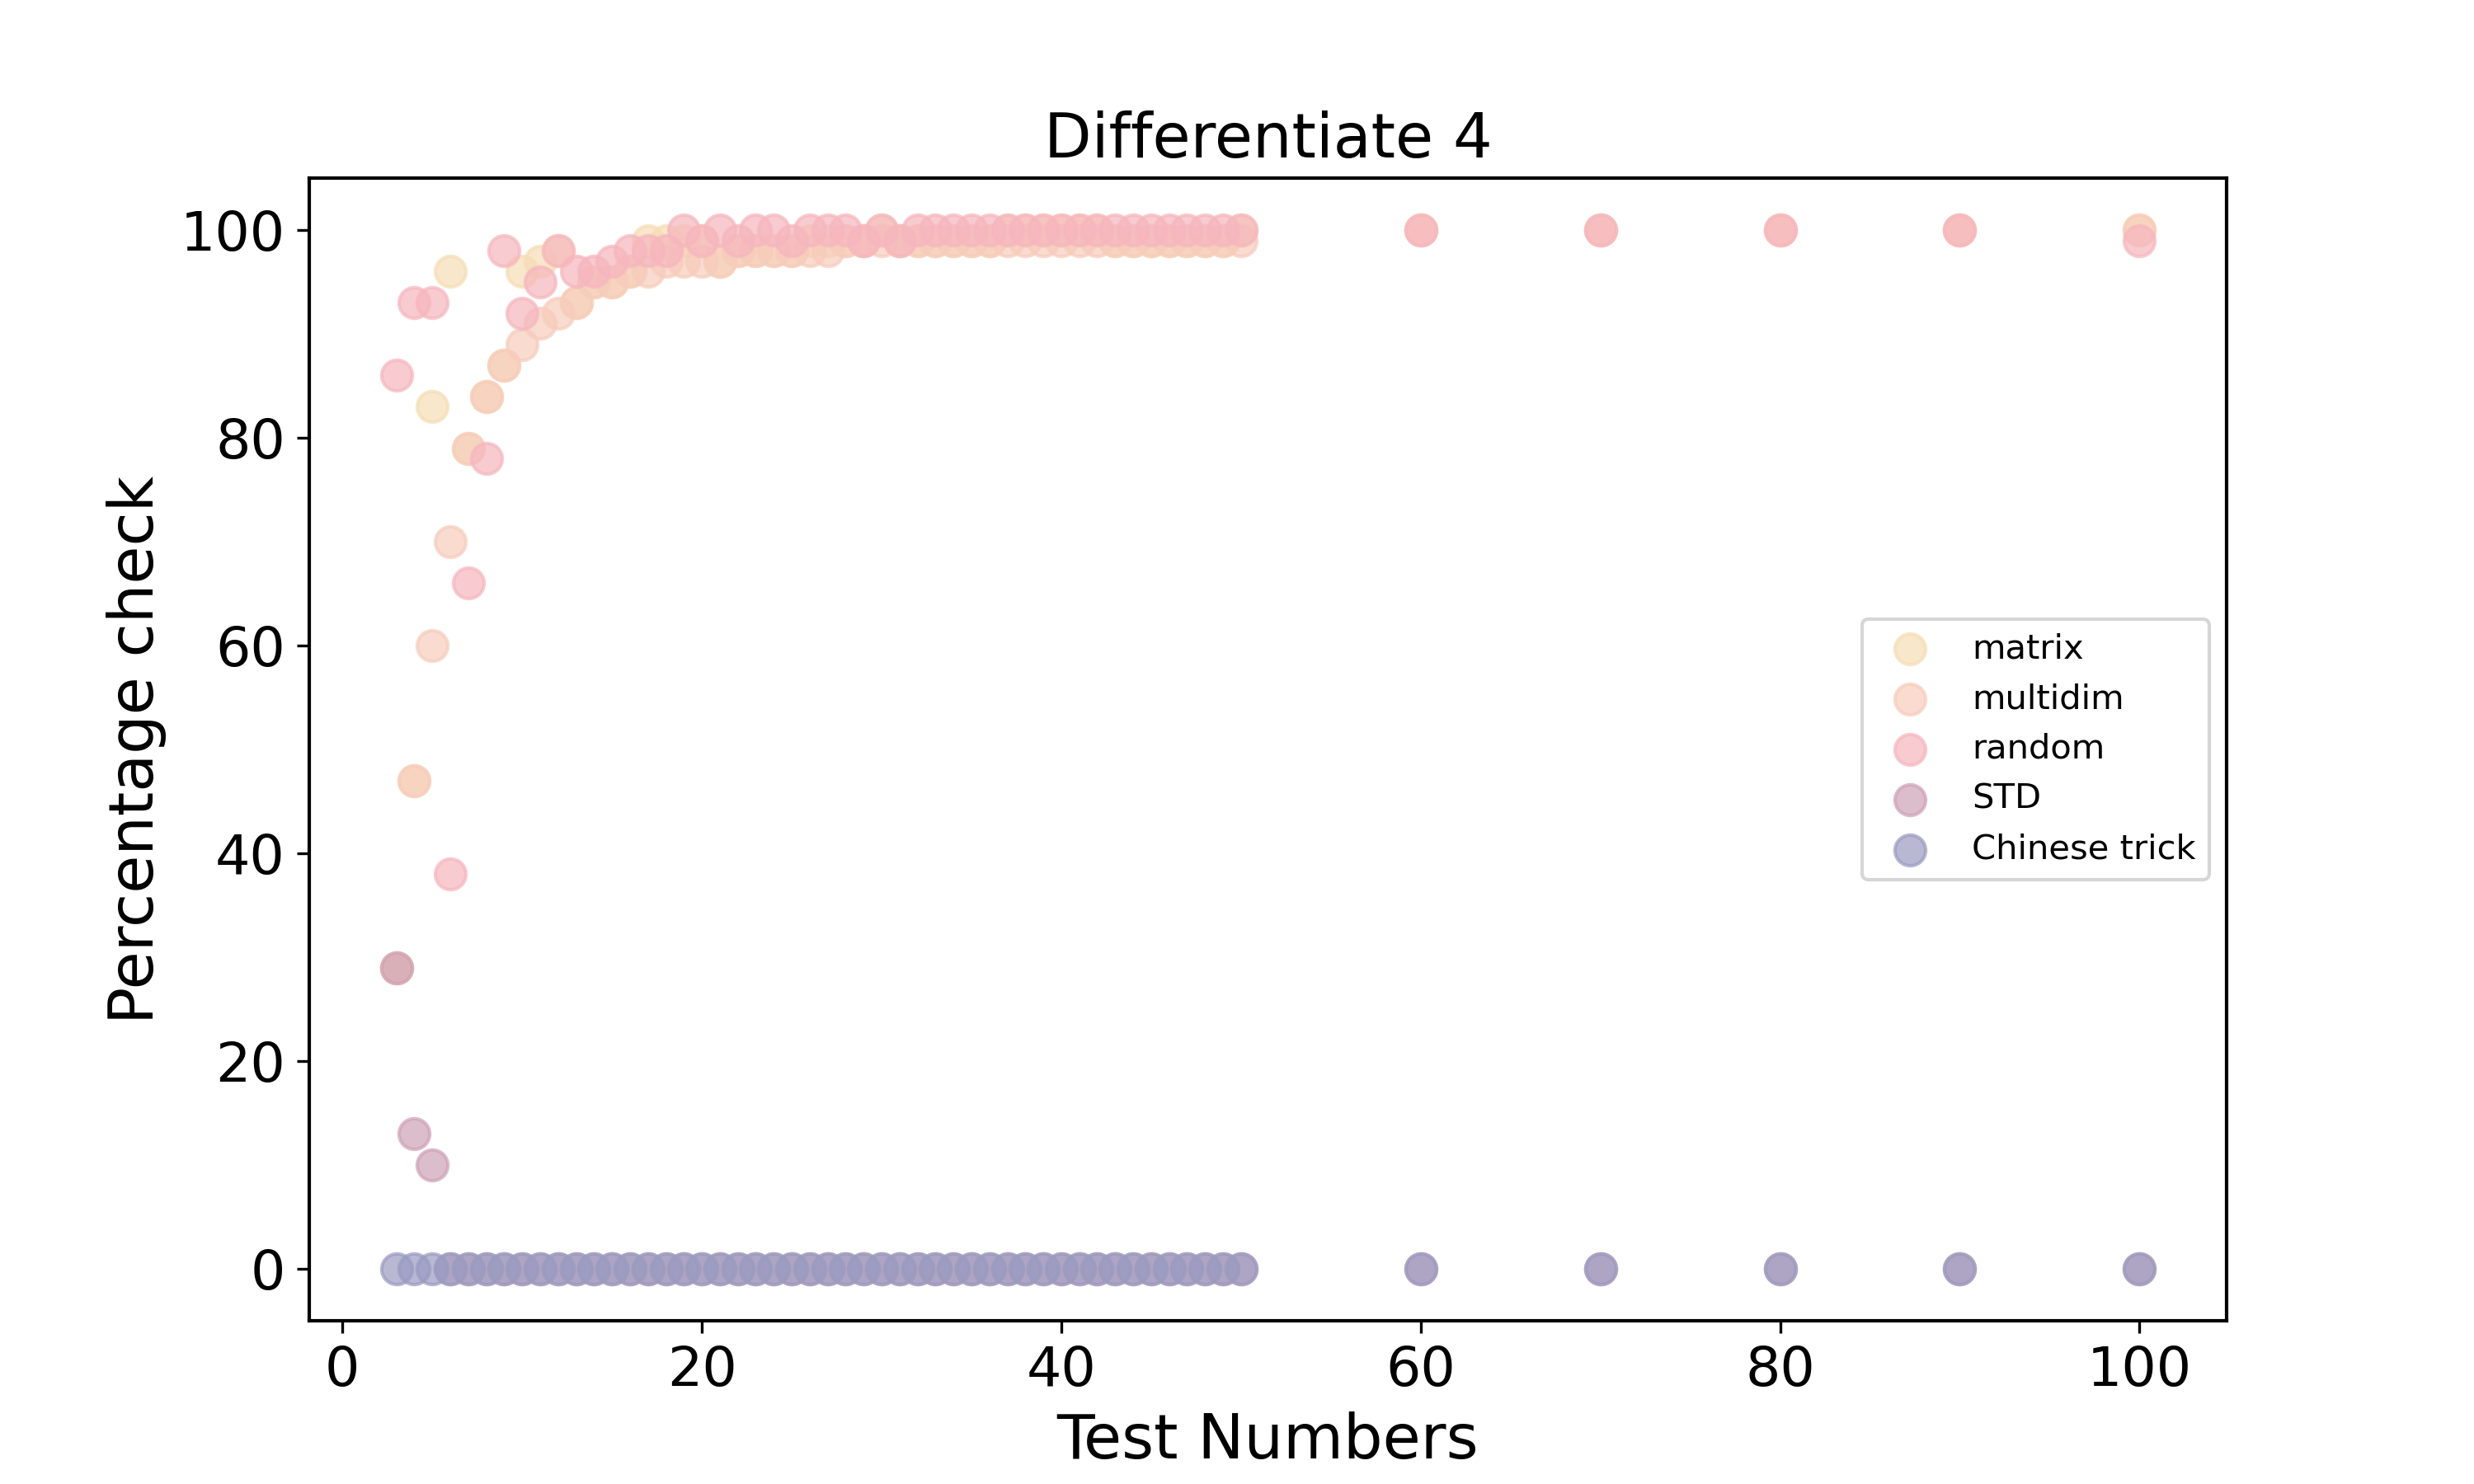 Differentiate 4
Percentage check
100
80
60
40
20
0
matrix
multidim
random
STD
Chinese trick
0 20 40 60 80 100
Test Numbers